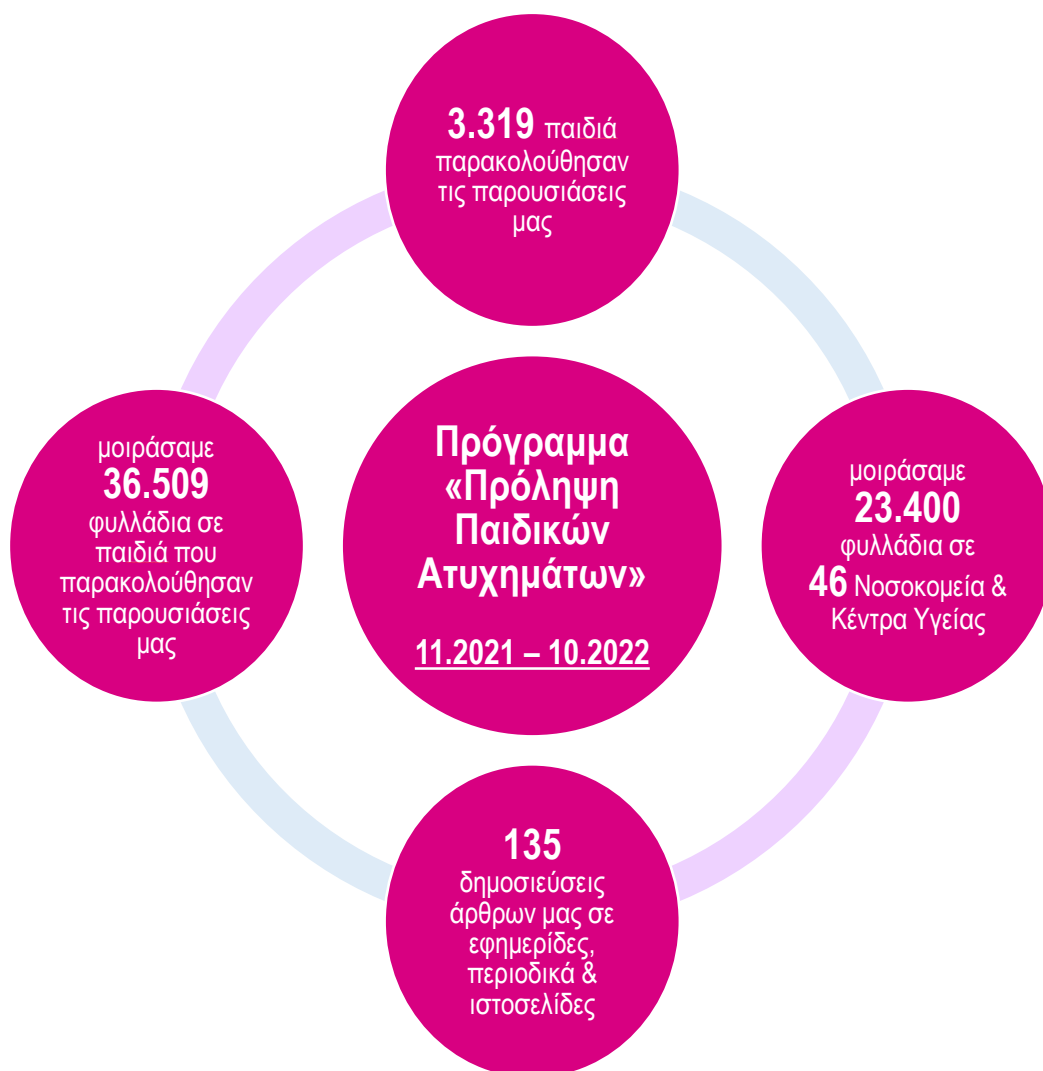 3.319 παιδιά
παρακολούθησαν
τις παρουσιάσεις
μας
μοιράσαμε
36.509
φυλλάδια σε
παιδιά που
παρακολούθησαν
τις παρουσιάσεις
μας
Πρόγραμμα
«Πρόληψη
Παιδικών
Ατυχημάτων»
11.2021 – 10.2022
μοιράσαμε
23.400
φυλλάδια σε
46 Νοσοκομεία &
Κέντρα Υγείας
135
δημοσιεύσεις
άρθρων μας σε
εφημερίδες,
περιοδικά &
ιστοσελίδες